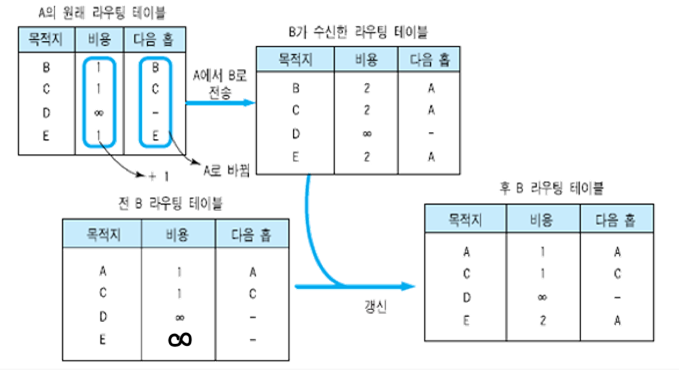 A의 원래 라우팅 테이블
목적지 비용 다음 홉
B 1 B
C 1 C
D ∞ -
E 1 E
+ 1
A로 바뀜
A에서 B로
전송
B가 수신한 라우팅 테이블
목적지 비용 다음 홉
B 2 A
C 2 A
D ∞ -
E 2 A
전 B 라우팅 테이블
목적지 비용 다음 홉
A 1 A
C 1 C
D ∞ -
E ∞ -
갱신
후 B 라우팅 테이블
목적지 비용 다음 홉
A 1 A
C 1 C
D ∞ -
E 2 A